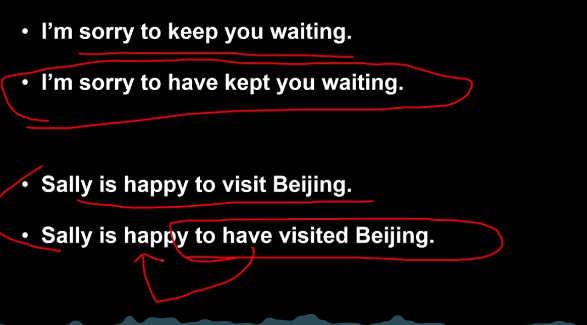 • I'm sorry to keep you waiting.
• I'm sorry to have kept you waiting.
• Sally is happy to visit Beijing.
• Sally is happy to have visited Beijing.